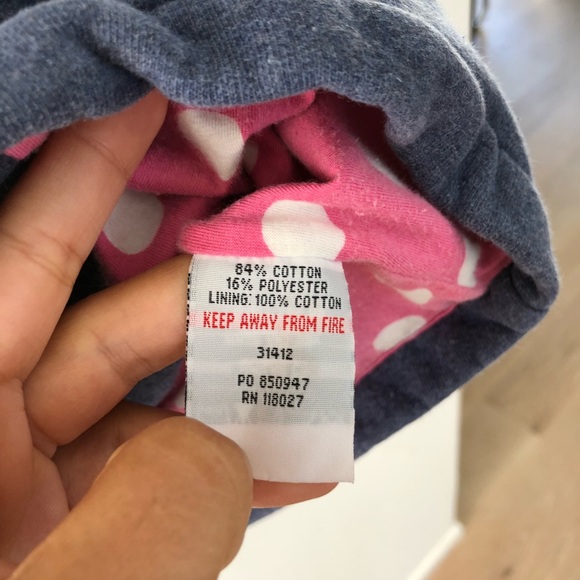 84% COTTON
16% POLYESTER
LINING: 100% COTTON
KEEP AWAY FROM FIRE
31412
PO 850947
RN 118027